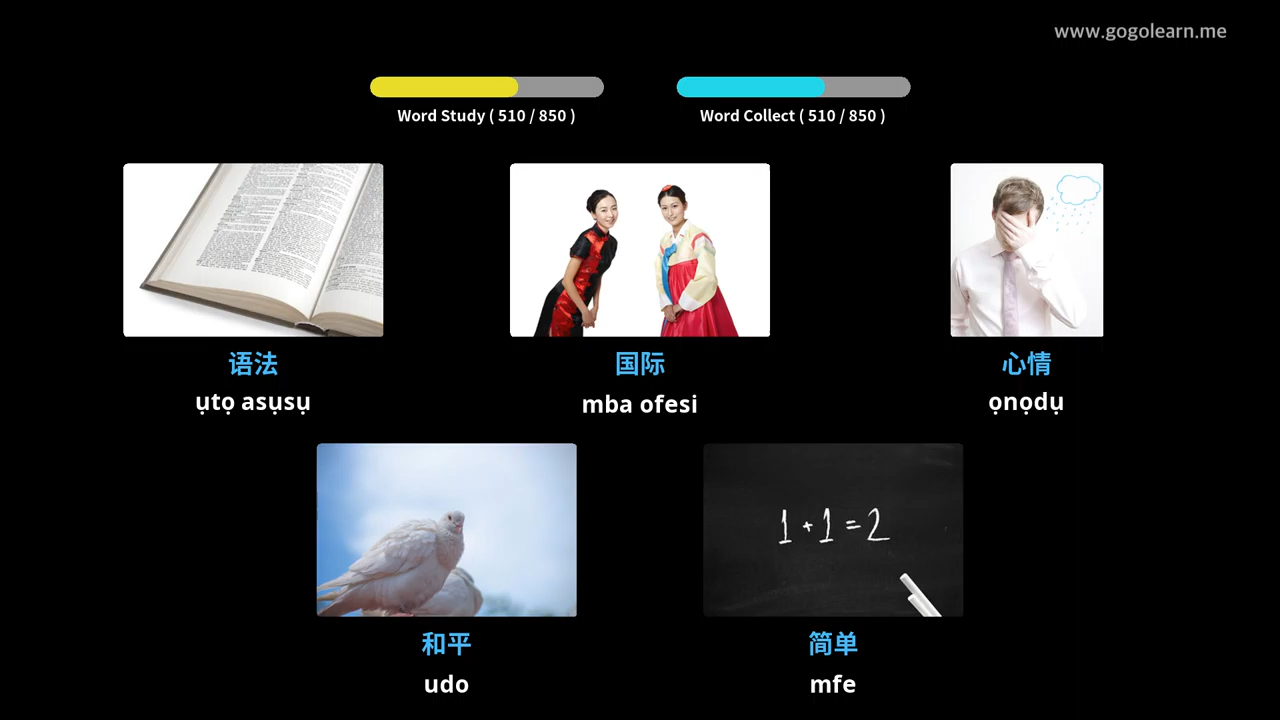 www.gogolearn.me
Word Study ( 510 / 850 )
Word Collect ( 510 / 850 )
语法
ụtọ asụsụ
国际
mba ofesi
心情
ọnọdụ
1 + 1 = 2
和平
udo
简单
mfe